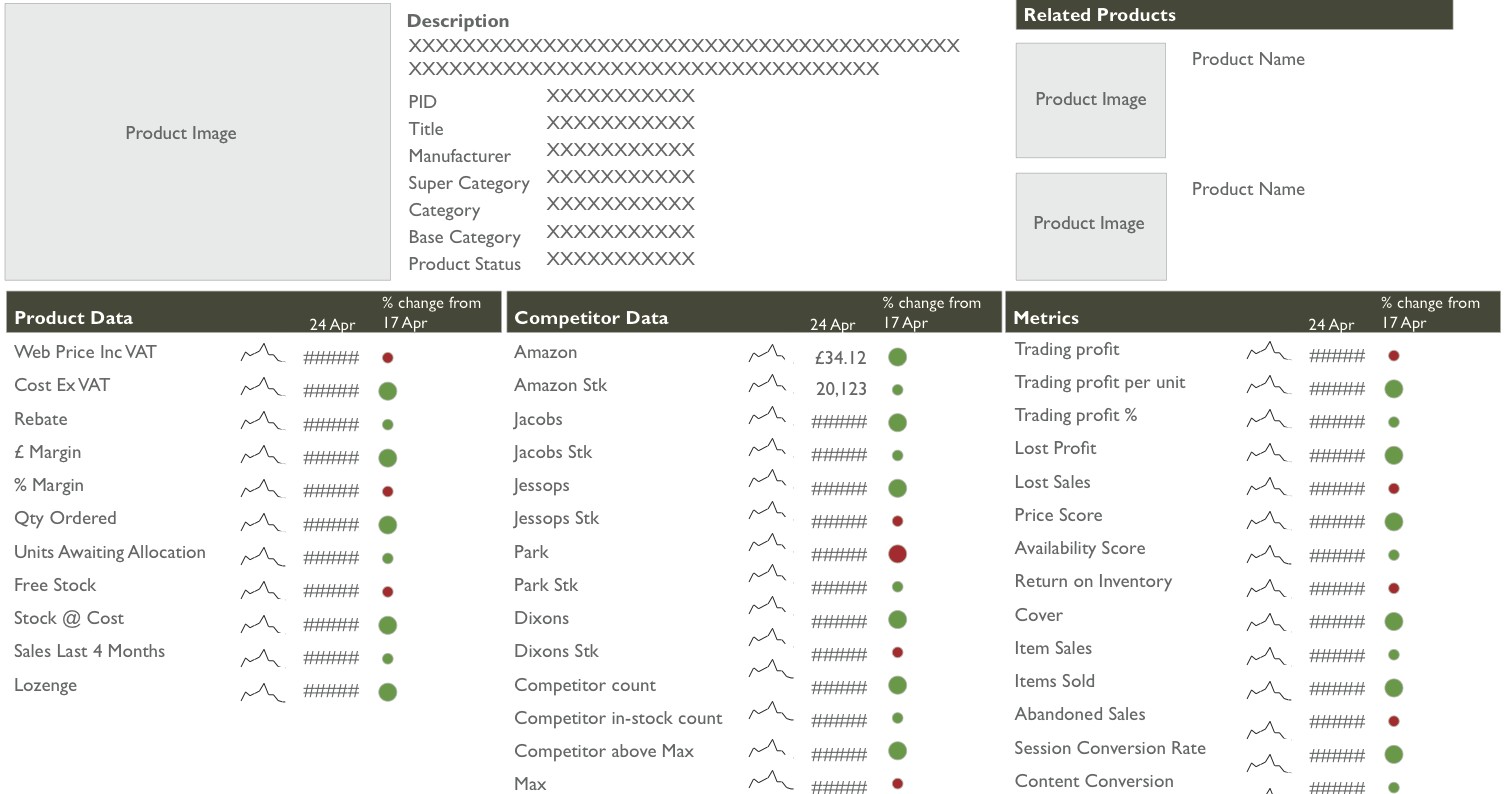 Product Image
Description
XXXXXXXXXXXXXXXXXXXXXXXXXXXXXXXXXXXXXXXXX
XXXXXXXXXXXXXXXXXXXXXXXXXXXXXXXXXXX
PID XXXXXXXXXXX
Title XXXXXXXXXXX
Manufacturer XXXXXXXXXXX
Super Category XXXXXXXXXXX
Category XXXXXXXXXXX
Base Category XXXXXXXXXXX
Product Status XXXXXXXXXXX
Related Products
Product Image
Product Name
Product Image
Product Name
Product Data 24 Apr % change from 17 Apr
Web Price Inc VAT ######
Cost Ex VAT ######
Rebate ######
£ Margin ######
% Margin ######
Qty Ordered ######
Units Awaiting Allocation ######
Free Stock ######
Stock @ Cost ######
Sales Last 4 Months ######
Lozenge ######
Competitor Data 24 Apr % change from 17 Apr
Amazon £34.12
Amazon Stk 20,123
Jacobs ######
Jacobs Stk ######
Jessops ######
Jessops Stk ######
Park ######
Park Stk ######
Dixons ######
Dixons Stk ######
Competitor count ######
Competitor in-stock count ######
Competitor above Max ######
Max ######
Metrics 24 Apr % change from 17 Apr
Trading profit ######
Trading profit per unit ######
Trading profit % ######
Lost Profit ######
Lost Sales ######
Price Score ######
Availability Score ######
Return on Inventory ######
Cover ######
Item Sales ######
Items Sold ######
Abandoned Sales ######
Session Conversion Rate ######
Content Conversion ######